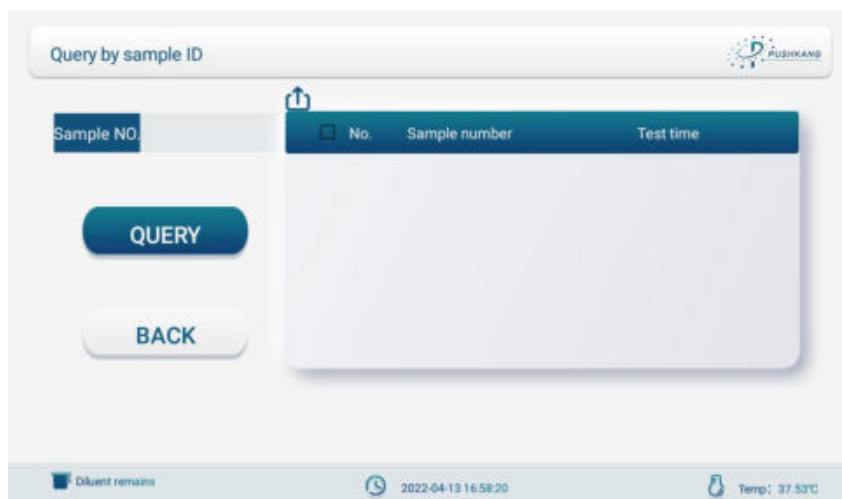 Query by sample ID
PUSHKANG
Sample NO.
No. Sample number Test time
QUERY
BACK
Diluent remains
2022-04-13 16:58:20
Temp: 37.53℃